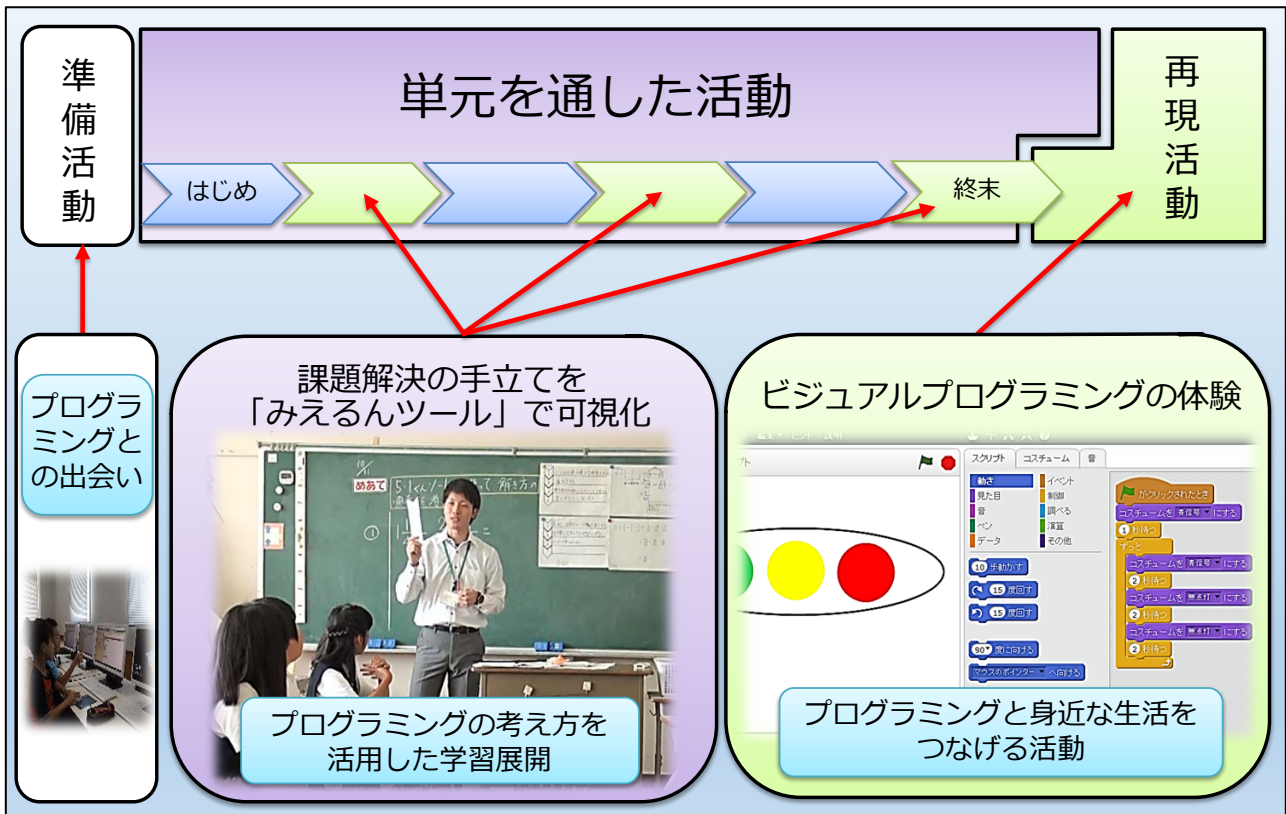 準備活動
単元を通した活動
再現活動
はじめ
終末
プログラ
ミングと
の出会い
課題解決の手立てを
「みえるんツール」で可視化
10/11
めあて
①
プログラミングの考え方を
活用した学習展開
ビジュアルプログラミングの体験
スクリプト
コスチューム
音
動き
イベント
見た目
制御
音
調べる
ペン
演算
データ
その他
10 歩動かす
15 度回す
15 度回す
90 度に向ける
マウスのポインター へ向ける
がクリックされたとき
コスチュームを 青信号 にする
1 秒待つ
ずっと
コスチュームを 青信号 にする
2 秒待つ
コスチュームを 無点灯 にする
2 秒待つ
コスチュームを 無点灯 にする
2 秒待つ
プログラミングと身近な生活を
つなげる活動